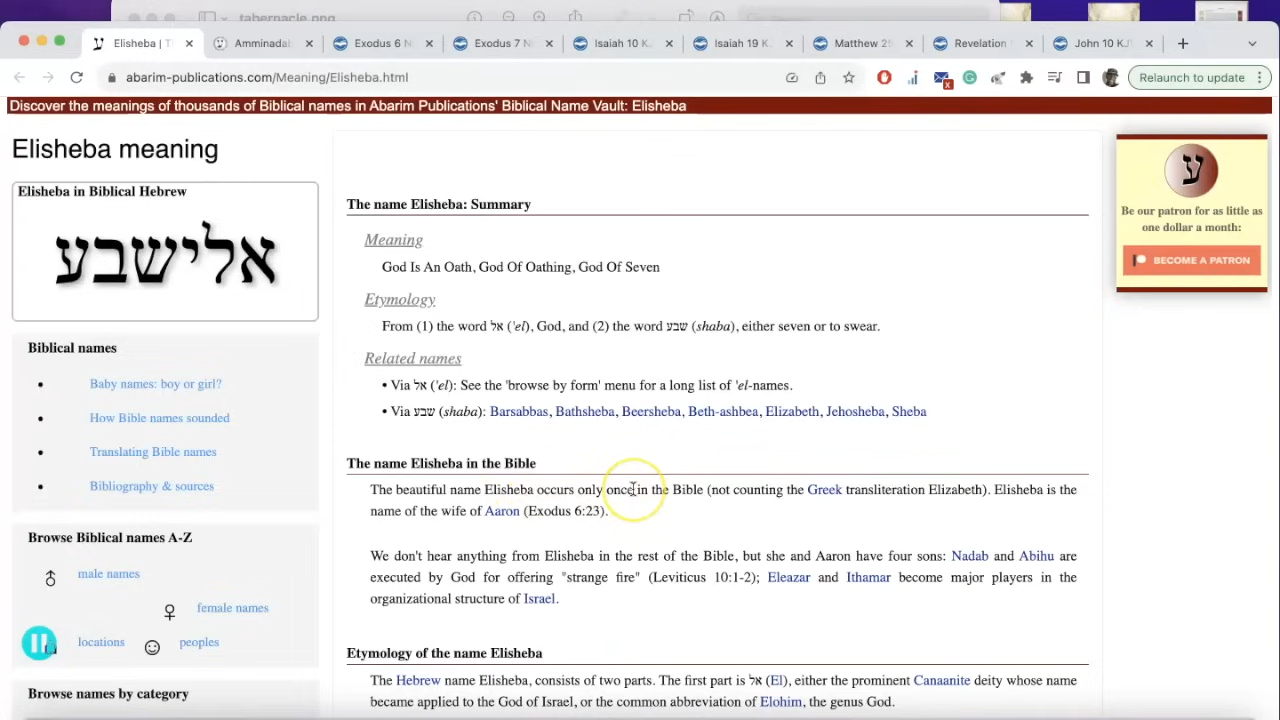 tabernacle.png
Elisheba | T
Amminadab
Exodus 6 N
Exodus 7 N
Isaiah 10 K
Isaiah 19 K
Matthew 25
Revelation
John 10 KJ
abarim-publications.com/Meaning/Elisheba.html
Relaunch to update
Discover the meanings of thousands of Biblical names in Abarim Publications' Biblical Name Vault: Elisheba
Elisheba meaning
Elisheba in Biblical Hebrew
אלישבע
Biblical names
Baby names: boy or girl?
How Bible names sounded
Translating Bible names
Bibliography & sources
Browse Biblical names A-Z
♂ male names
♀ female names
locations
peoples
Browse names by category
The name Elisheba: Summary
Meaning
God Is An Oath, God Of Oathing, God Of Seven
Etymology
From (1) the word אל ('el), God, and (2) the word שבע (shaba), either seven or to swear.
Related names
• Via אל ('el): See the 'browse by form' menu for a long list of 'el-names.
• Via שבע (shaba): Barsabbas, Bathsheba, Beersheba, Beth-ashbea, Elizabeth, Jehosheba, Sheba
The name Elisheba in the Bible
The beautiful name Elisheba occurs only once in the Bible (not counting the Greek transliteration Elizabeth). Elisheba is the
name of the wife of Aaron (Exodus 6:23).
We don't hear anything from Elisheba in the rest of the Bible, but she and Aaron have four sons: Nadab and Abihu are
executed by God for offering "strange fire" (Leviticus 10:1-2); Eleazar and Ithamar become major players in the
organizational structure of Israel.
Etymology of the name Elisheba
The Hebrew name Elisheba, consists of two parts. The first part is אל (El), either the prominent Canaanite deity whose name
became applied to the God of Israel, or the common abbreviation of Elohim, the genus God.
ע
Be our patron for as little as
one dollar a month:
BECOME A PATRON